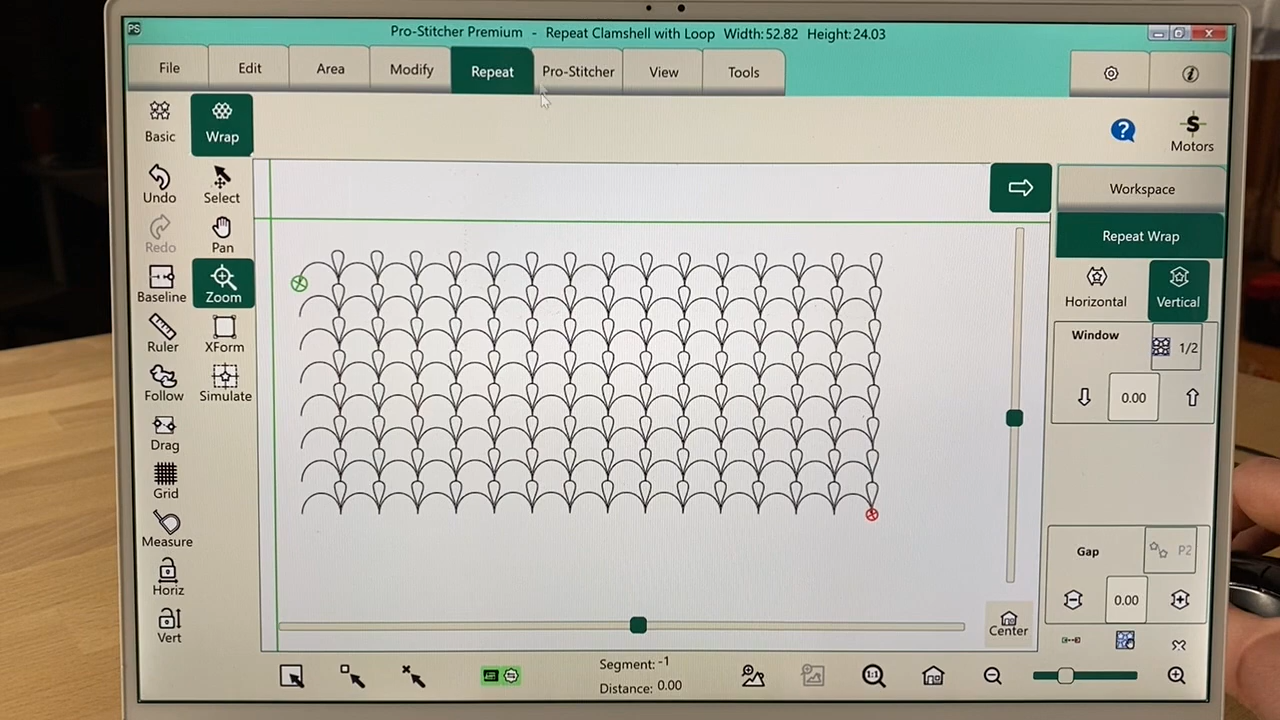 PS
Pro-Stitcher Premium - Repeat Clamshell with Loop Width:52.82 Height:24.03
File Edit Area Modify Repeat Pro-Stitcher View Tools
Basic Wrap
Motors
Undo Select
Workspace
Redo Pan
Repeat Wrap
Baseline Zoom
Horizontal Vertical
Ruler XForm
Window 1/2
Follow Simulate
0.00
Drag
Grid
Measure
Gap P2
Horiz
0.00
Vert
Center
Segment: -1
Distance: 0.00
1:1